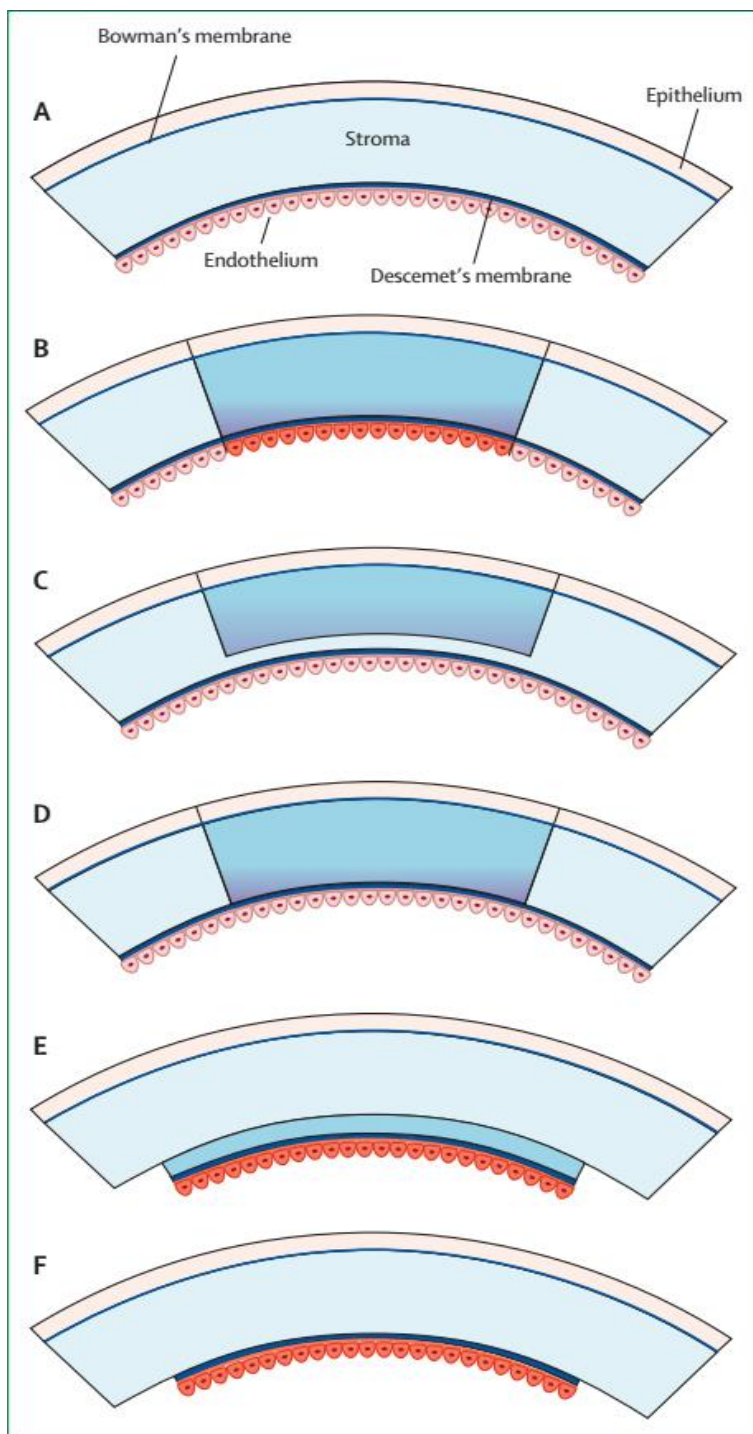 Bowman's membrane
Epithelium
A
Stroma
Endothelium
Descemet's membrane
B
C
D
E
F